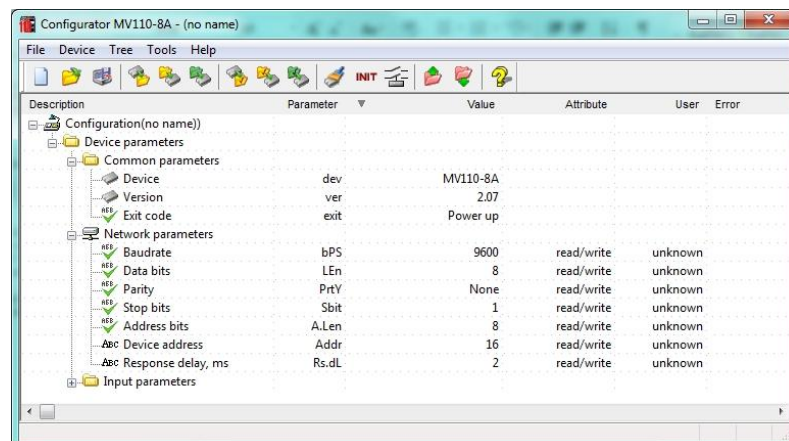 Configurator MV110-8A - (no name)
File Device Tree Tools Help
INIT
Description Parameter Value Attribute User Error
Configuration(no name))
Device parameters
Common parameters
Device dev MV110-8A
Version ver 2.07
Exit code exit Power up
Network parameters
Baudrate bPS 9600 read/write unknown
Data bits LEn 8 read/write unknown
Parity PrtY None read/write unknown
Stop bits Sbit 1 read/write unknown
Address bits A.Len 8 read/write unknown
ABC Device address Addr 16 read/write unknown
ABC Response delay, ms Rs.dL 2 read/write unknown
Input parameters